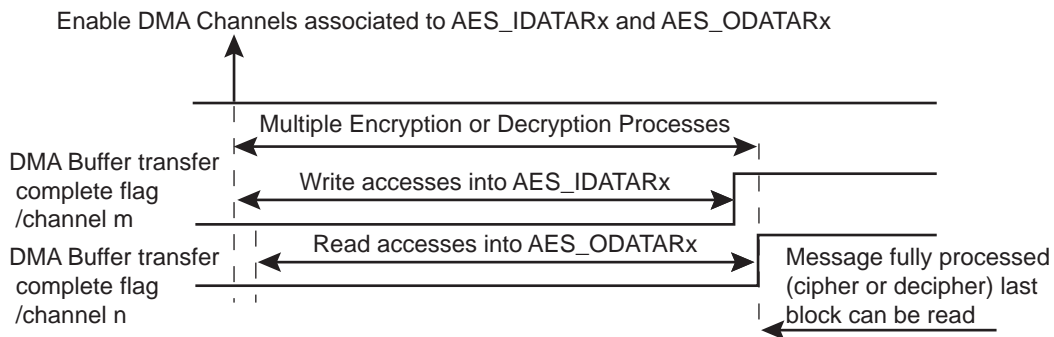 Enable DMA Channels associated to AES_IDATARx and AES_ODATARx
Multiple Encryption or Decryption Processes
DMA Buffer transfer
complete flag
/channel m
Write accesses into AES_IDATARx
DMA Buffer transfer
complete flag
/channel n
Read accesses into AES_ODATARx
Message fully processed
(cipher or decipher) last
block can be read